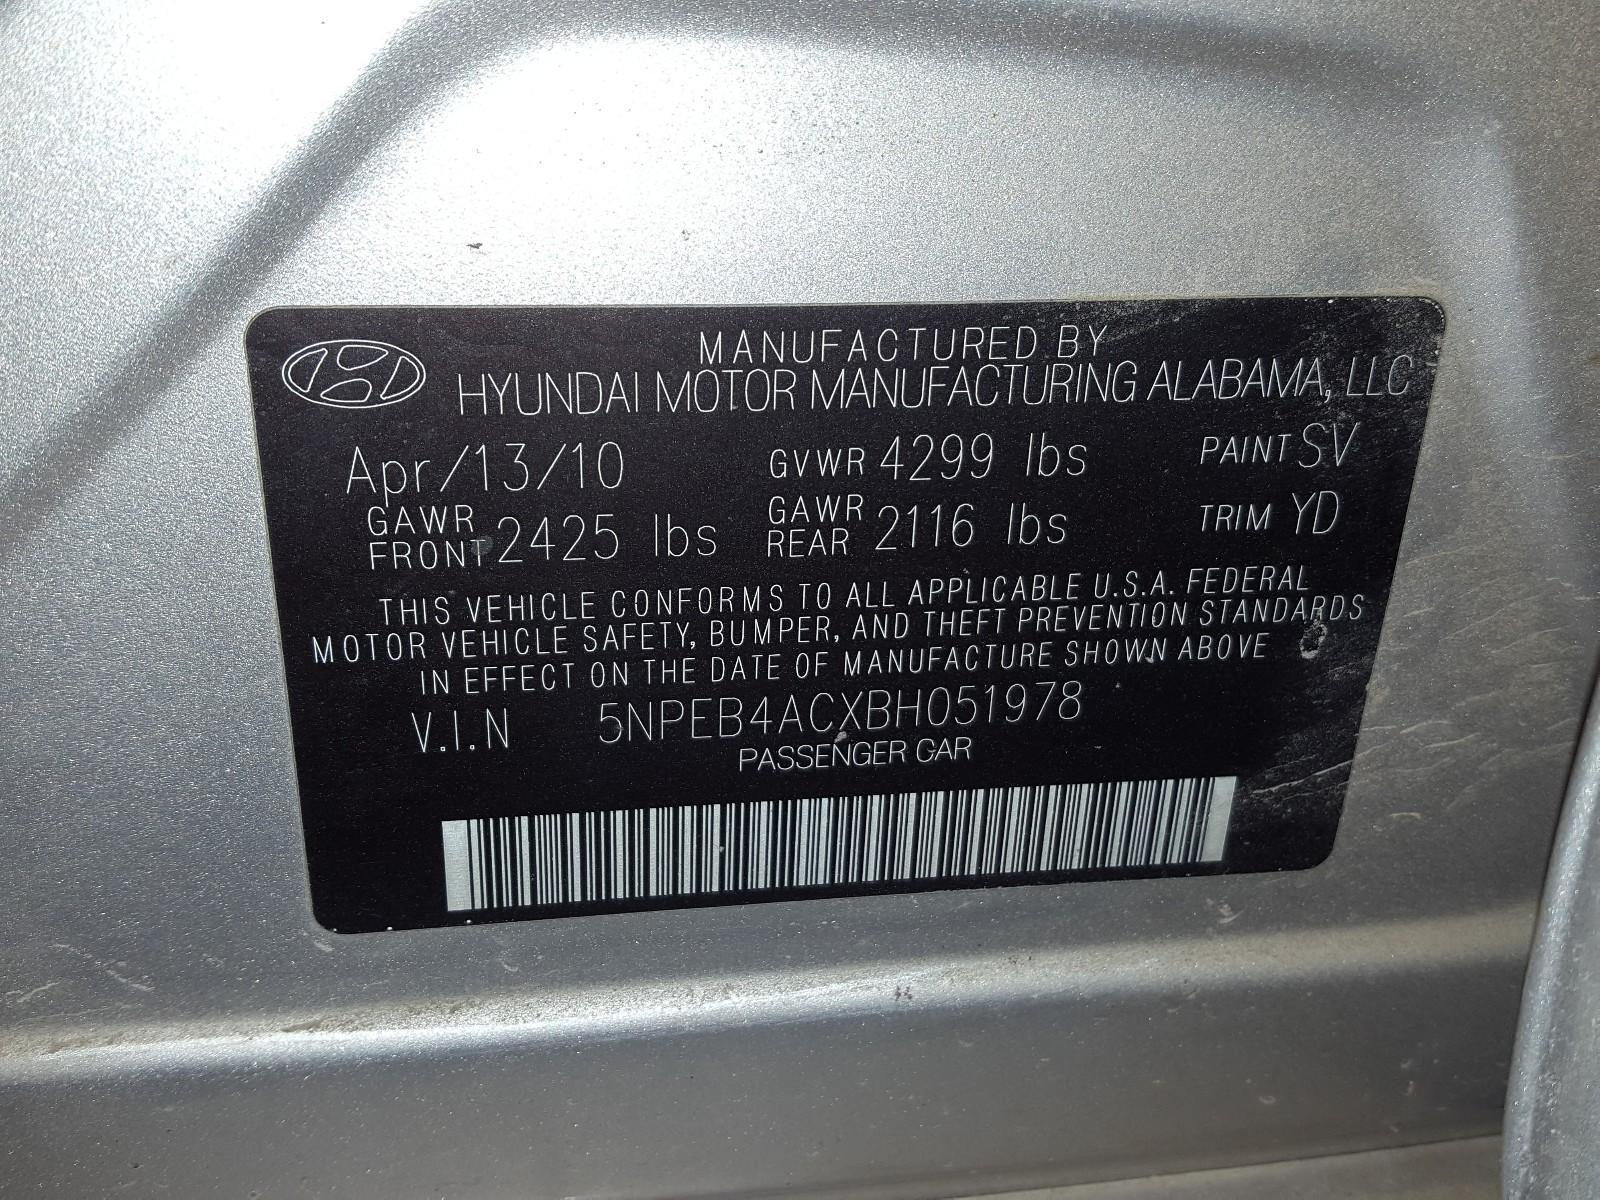 MANUFACTURED BY
HYUNDAI MOTOR MANUFACTURING ALABAMA, LLC
Apr/13/10 GVWR 4299 lbs PAINT SV
GAWR FRONT 2425 lbs GAWR REAR 2116 lbs TRIM YD
THIS VEHICLE CONFORMS TO ALL APPLICABLE U.S.A. FEDERAL
MOTOR VEHICLE SAFETY, BUMPER, AND THEFT PREVENTION STANDARDS
IN EFFECT ON THE DATE OF MANUFACTURE SHOWN ABOVE
V.I.N 5NPEB4ACXBH051978
PASSENGER CAR